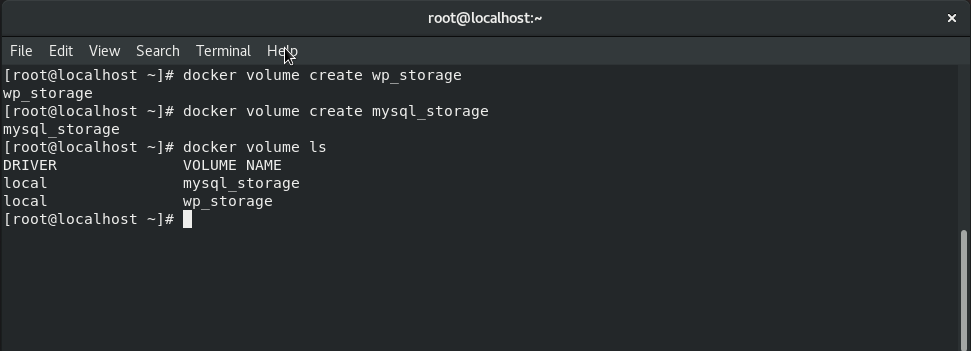 root@localhost:~
File Edit View Search Terminal Help
[root@localhost ~]# docker volume create wp_storage
wp_storage
[root@localhost ~]# docker volume create mysql_storage
mysql_storage
[root@localhost ~]# docker volume ls
DRIVER              VOLUME NAME
local               mysql_storage
local               wp_storage
[root@localhost ~]#